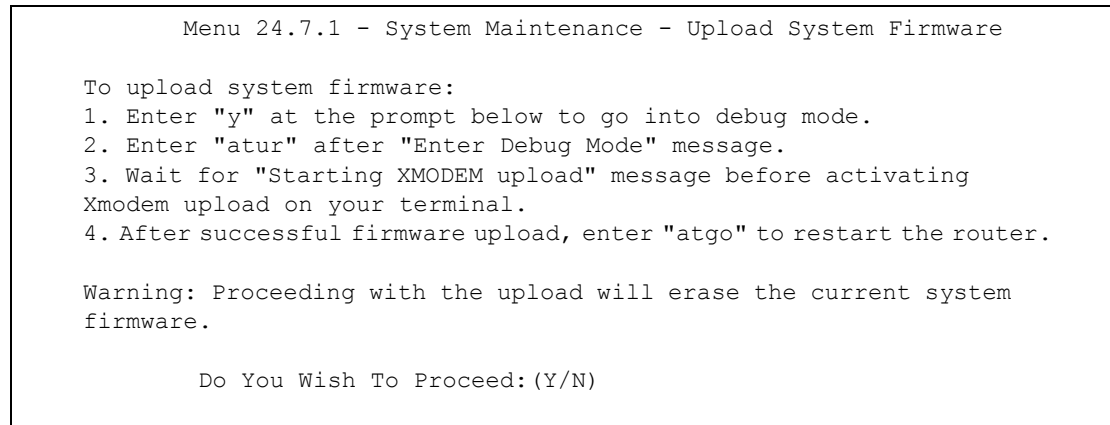 Menu 24.7.1 - System Maintenance - Upload System Firmware
To upload system firmware:
1. Enter "y" at the prompt below to go into debug mode.
2. Enter "atur" after "Enter Debug Mode" message.
3. Wait for "Starting XMODEM upload" message before activating
Xmodem upload on your terminal.
4. After successful firmware upload, enter "atgo" to restart the router.
Warning: Proceeding with the upload will erase the current system
firmware.
Do You Wish To Proceed:(Y/N)